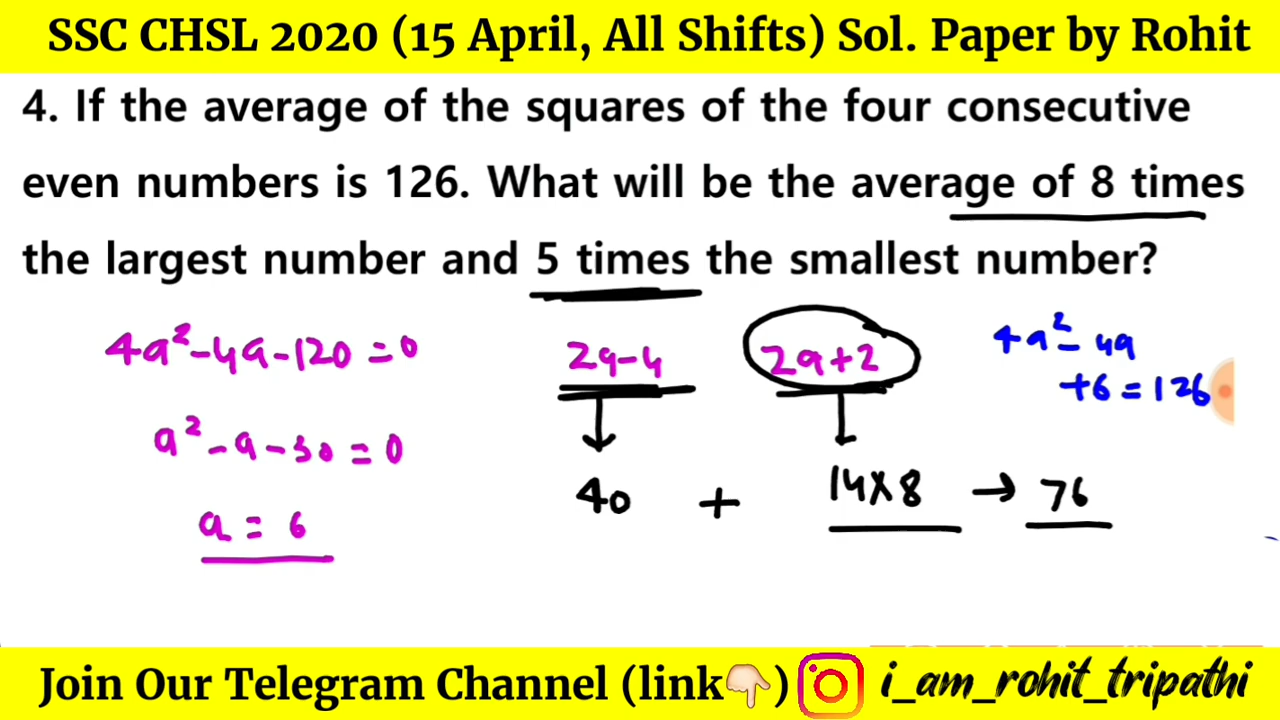 SSC CHSL 2020 (15 April, All Shifts) Sol. Paper by Rohit
4. If the average of the squares of the four consecutive
even numbers is 126. What will be the average of 8 times
the largest number and 5 times the smallest number?
4a²-4a-120=0
a²-a-30=0
a=6
2a-4
2a+2
4a²-4a
+6=126
40 + 14×8 → 76
Join Our Telegram Channel (link👇🏻) i_am_rohit_tripathi